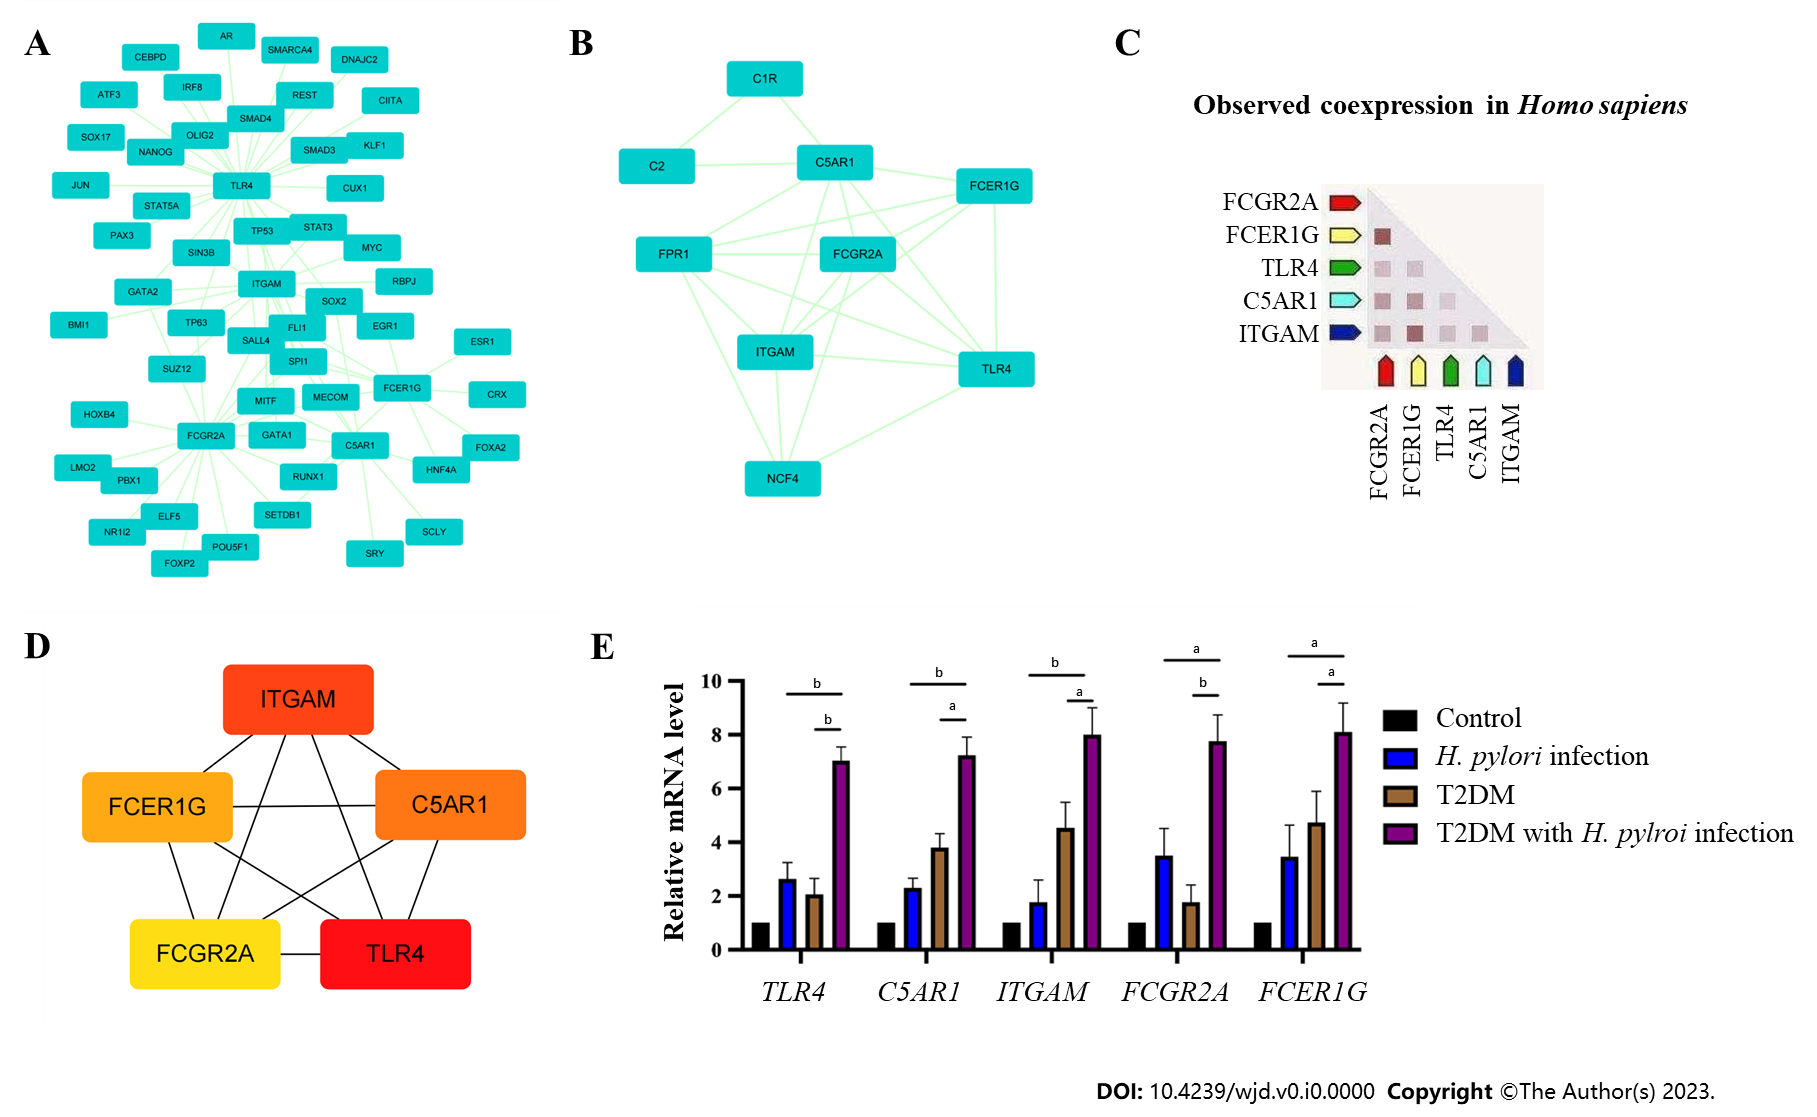 A
AR
CEBPD
SMARCA4
DNAJC2
IRF8
ATF3
REST
CIITA
SMAD4
SOX17
OLIG2
NANOG
SMAD3
KLF1
JUN
TLR4
CUX1
STAT5A
PAX3
TP53
STAT3
SIN3B
MYC
GATA2
ITGAM
RBPJ
SOX2
BMI1
TP63
FLI1
EGR1
SALL4
ESR1
SUZ12
SPI1
FCER1G
CRX
HOXB4
MITF
MECOM
FCGR2A
GATA1
C5AR1
FOXA2
LMO2
PBX1
RUNX1
HNF4A
ELF5
SETDB1
NR1I2
SCLY
FOXP2
POU5F1
SRY
B
C1R
C2
C5AR1
FCER1G
FPR1
FCGR2A
ITGAM
TLR4
NCF4
C
Observed coexpression in Homo sapiens
FCGR2A
FCER1G
TLR4
C5AR1
ITGAM
FCGR2A
FCER1G
TLR4
C5AR1
ITGAM
D
ITGAM
FCER1G
C5AR1
FCGR2A
TLR4
E
Relative mRNA level
10
8
6
4
2
0
b
b
b
a
b
a
a
b
a
a
TLR4
C5AR1
ITGAM
FCGR2A
FCER1G
Control
H. pylori infection
T2DM
T2DM with H. pylroi infection
DOI: 10.4239/wjd.v0.i0.0000 Copyright ©The Author(s) 2023.